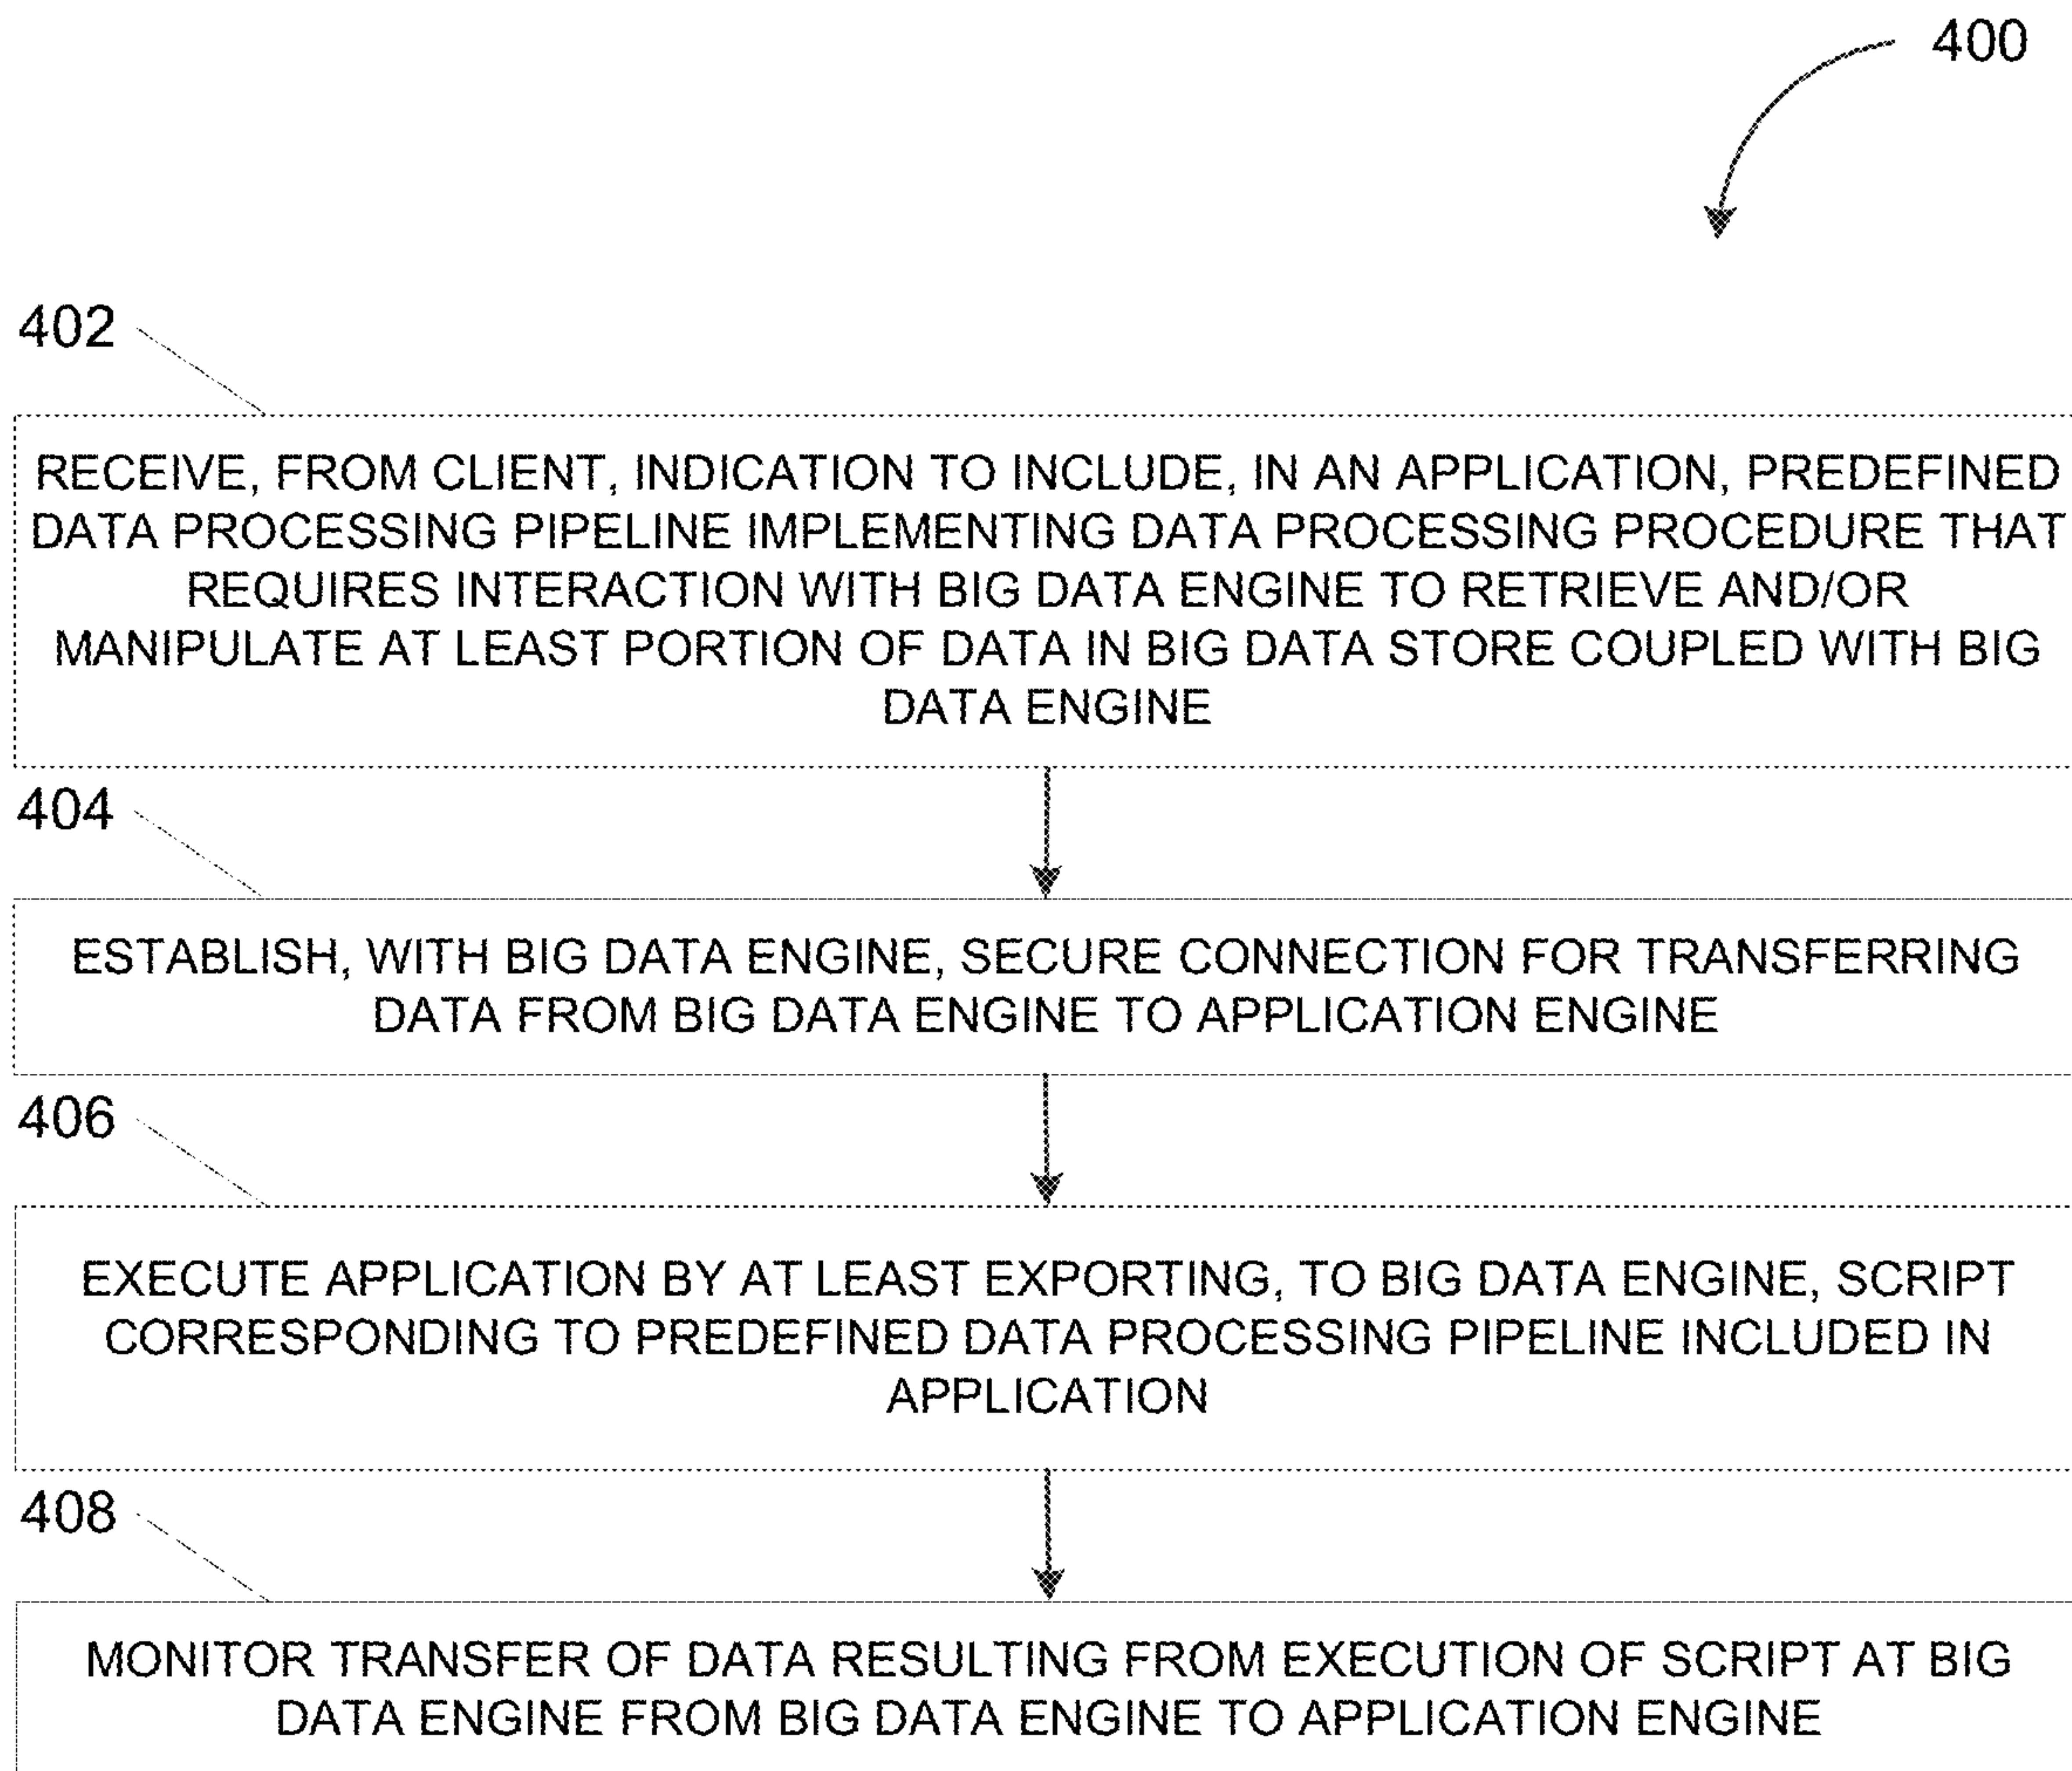 400
402
RECEIVE, FROM CLIENT, INDICATION TO INCLUDE, IN AN APPLICATION, PREDEFINED
DATA PROCESSING PIPELINE IMPLEMENTING DATA PROCESSING PROCEDURE THAT
REQUIRES INTERACTION WITH BIG DATA ENGINE TO RETRIEVE AND/OR
MANIPULATE AT LEAST PORTION OF DATA IN BIG DATA STORE COUPLED WITH BIG
DATA ENGINE
404
ESTABLISH, WITH BIG DATA ENGINE, SECURE CONNECTION FOR TRANSFERRING
DATA FROM BIG DATA ENGINE TO APPLICATION ENGINE
406
EXECUTE APPLICATION BY AT LEAST EXPORTING, TO BIG DATA ENGINE, SCRIPT
CORRESPONDING TO PREDEFINED DATA PROCESSING PIPELINE INCLUDED IN
APPLICATION
408
MONITOR TRANSFER OF DATA RESULTING FROM EXECUTION OF SCRIPT AT BIG
DATA ENGINE FROM BIG DATA ENGINE TO APPLICATION ENGINE